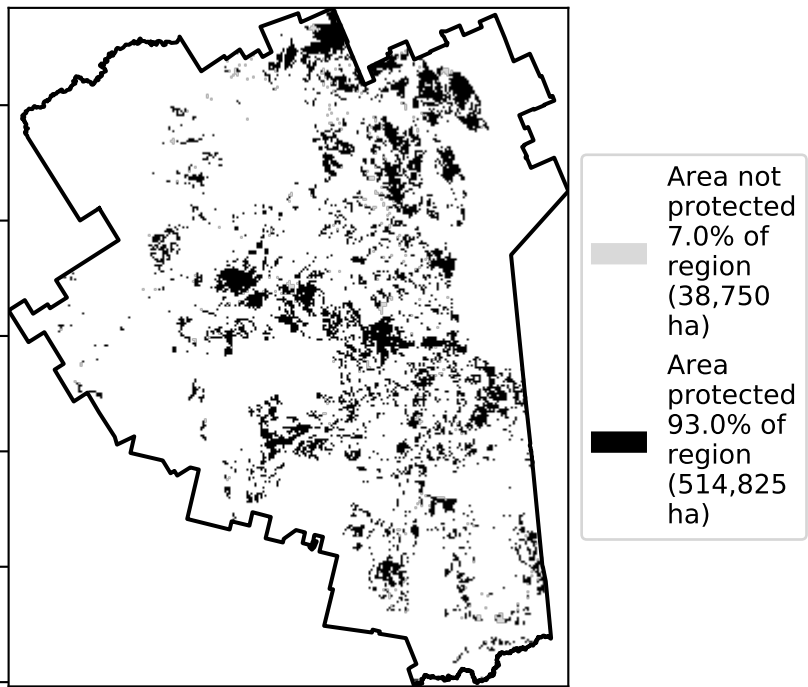 Area not
protected
7.0% of
region
(38,750
ha)
Area
protected
93.0% of
region
(514,825
ha)